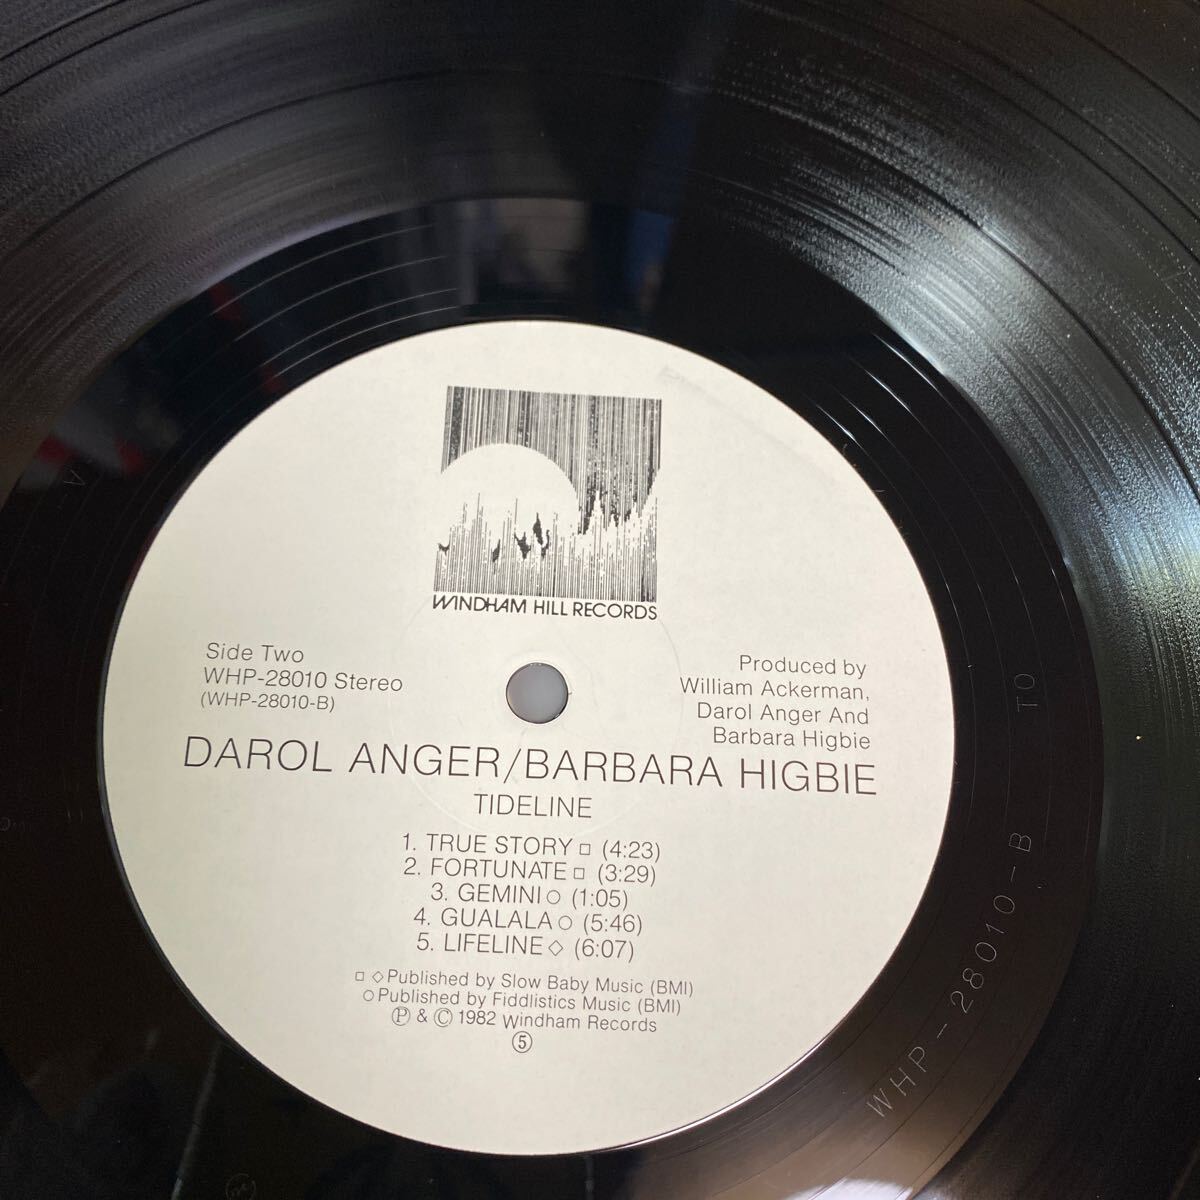 WINDHAM HILL RECORDS
Side Two
WHP-28010 Stereo
(WHP-28010-B)
Produced by
William Ackerman,
Darol Anger And
Barbara Higbie
DAROL ANGER/BARBARA HIGBIE
TIDELINE
1. TRUE STORY □ (4:23)
2. FORTUNATE □ (3:29)
3. GEMINI ○ (1:05)
4. GUALALA ○ (5:46)
5. LIFELINE ◇ (6:07)
□ ◇ Published by Slow Baby Music (BMI)
○ Published by Fiddlistics Music (BMI)
Ⓟ & © 1982 Windham Records
⑤
WHP-28010-B TO